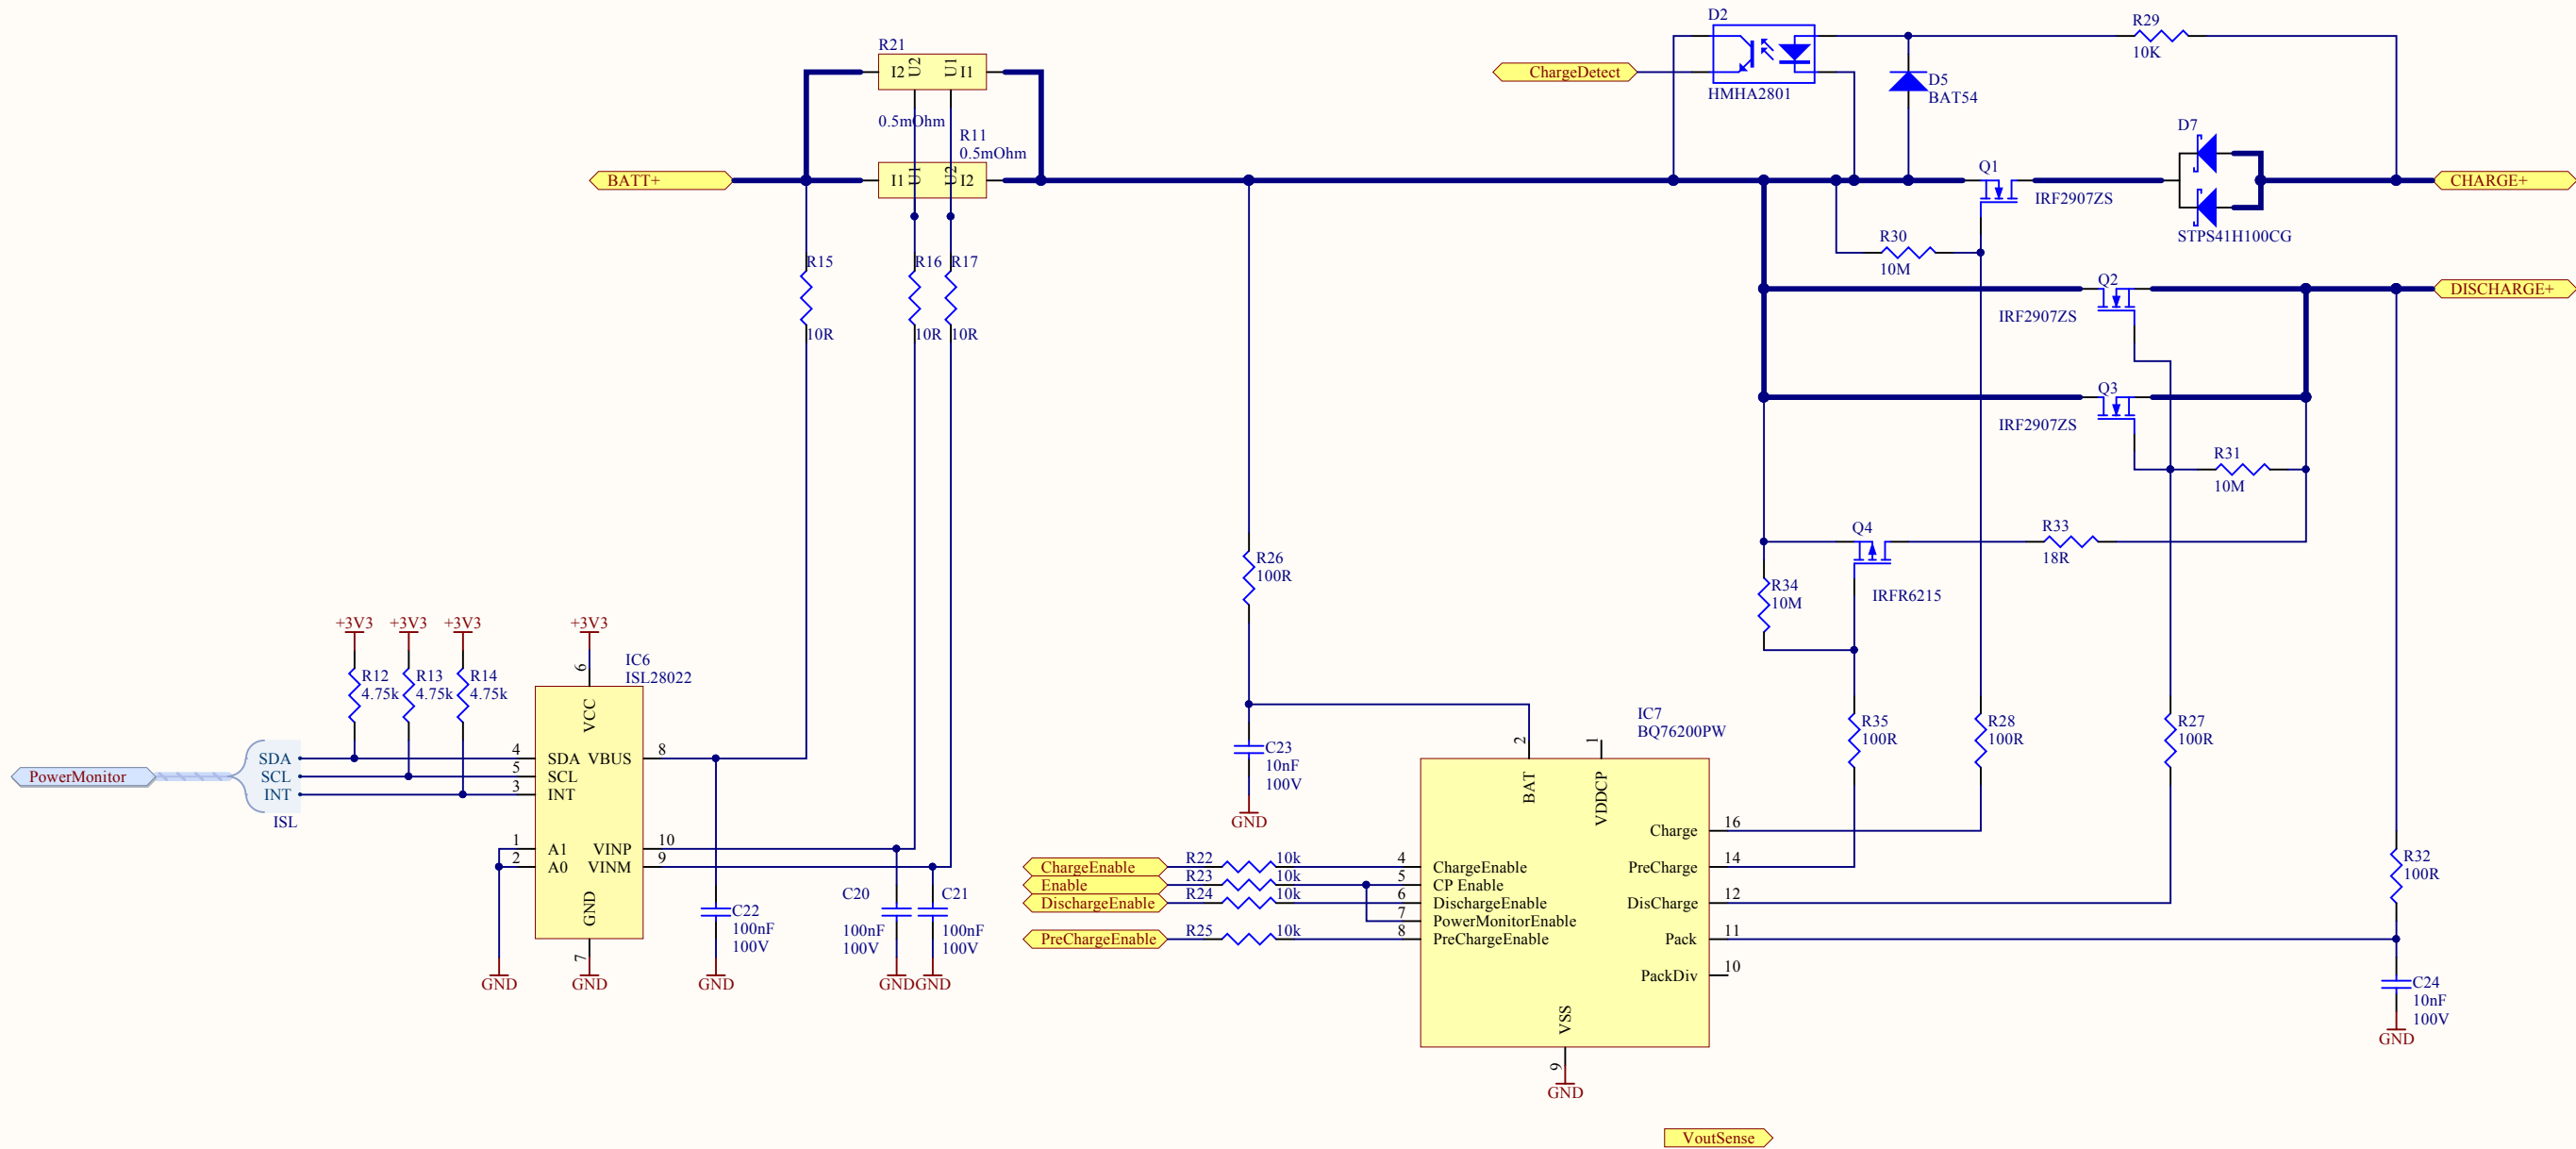 D2
R29
10K
R21
I2 U2 U1 I1
ChargeDetect
HMHA2801
D5
BAT54
0.5mOhm
R11
0.5mOhm
D7
BATT+
I1 U1 U2 I2
Q1
IRF2907ZS
CHARGE+
STPS41H100CG
R30
10M
R15
10R
R16
10R
R17
10R
Q2
IRF2907ZS
DISCHARGE+
Q3
IRF2907ZS
R31
10M
Q4
IRFR6215
R33
18R
R26
100R
R34
10M
+3V3
+3V3
+3V3
+3V3
R12
4.75k
R13
4.75k
R14
4.75k
IC6
ISL28022
6
VCC
PowerMonitor
SDA
SCL
INT
ISL
4 SDA VBUS 8
5 SCL
3 INT
1 A1 VINP 10
2 A0 VINM 9
GND
7
GND
GND
GND
GND
GND
C22
100nF
100V
C20
100nF
100V
C21
100nF
100V
C23
10nF
100V
GND
IC7
BQ76200PW
2
BAT
1
VDDCP
R35
100R
R28
100R
R27
100R
Charge 16
ChargeEnable R22 10k 4 ChargeEnable PreCharge 14
Enable R23 10k 5 CP Enable
DischargeEnable R24 10k 6 DischargeEnable DisCharge 12
7 PowerMonitorEnable
PreChargeEnable R25 10k 8 PreChargeEnable Pack 11
PackDiv 10
VSS
9
GND
R32
100R
C24
10nF
100V
GND
VoutSense